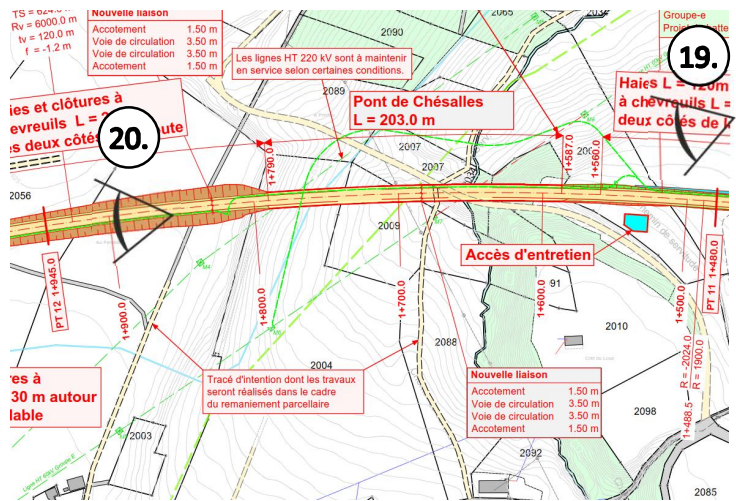 TS = 624.
Rv = 6000.0 m
tv = 120.0 m
f = -1.2 m
Nouvelle liaison
Accotement 1.50 m
Voie de circulation 3.50 m
Voie de circulation 3.50 m
Accotement 1.50 m
2090
2065
2034
Groupe-e
19.
Les lignes HT 220 kV sont à maintenir
en service selon certaines conditions.
2089
Pont de Chésalles
L = 203.0 m
Haies L = 120m
à chevreuils L =
deux côtés de
ies et clôtures à
evreuils L =
s deux côtés
oute
20.
2007
2007
1+790.0
1+587.0
1+560.0
2056
2009
Accès d'entretien
PT 12 1+945.0
1+900.0
1+800.0
1+700.0
1+600.0
1+500.0
PT 11 1+480.0
91
2010
2004
2088
R = -2024.0
R = 1900.0
1+488.5
res à
30 m autour
lable
Tracé d'intention dont les travaux
seront réalisés dans le cadre
du remaniement parcellaire
Nouvelle liaison
Accotement 1.50 m
Voie de circulation 3.50 m
Voie de circulation 3.50 m
Accotement 1.50 m
2098
2003
2092
2085